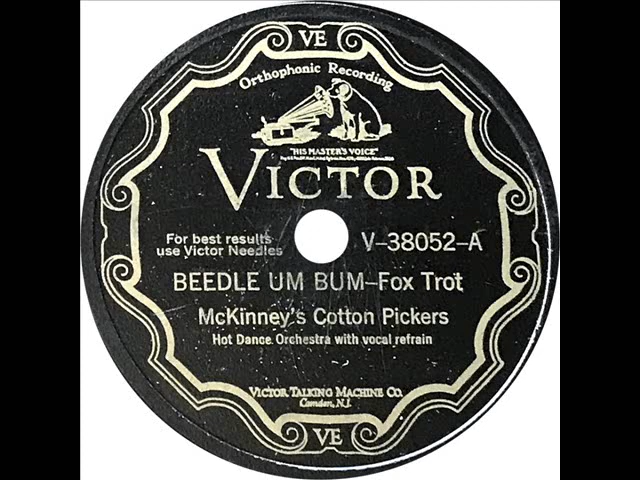 VE
Orthophonic Recording
"HIS MASTER'S VOICE"
VICTOR
For best results
use Victor Needles
V-38052-A
BEEDLE UM BUM-Fox Trot
McKinney's Cotton Pickers
Hot Dance Orchestra with vocal refrain
VICTOR TALKING MACHINE CO.
Camden, N.J.
VE